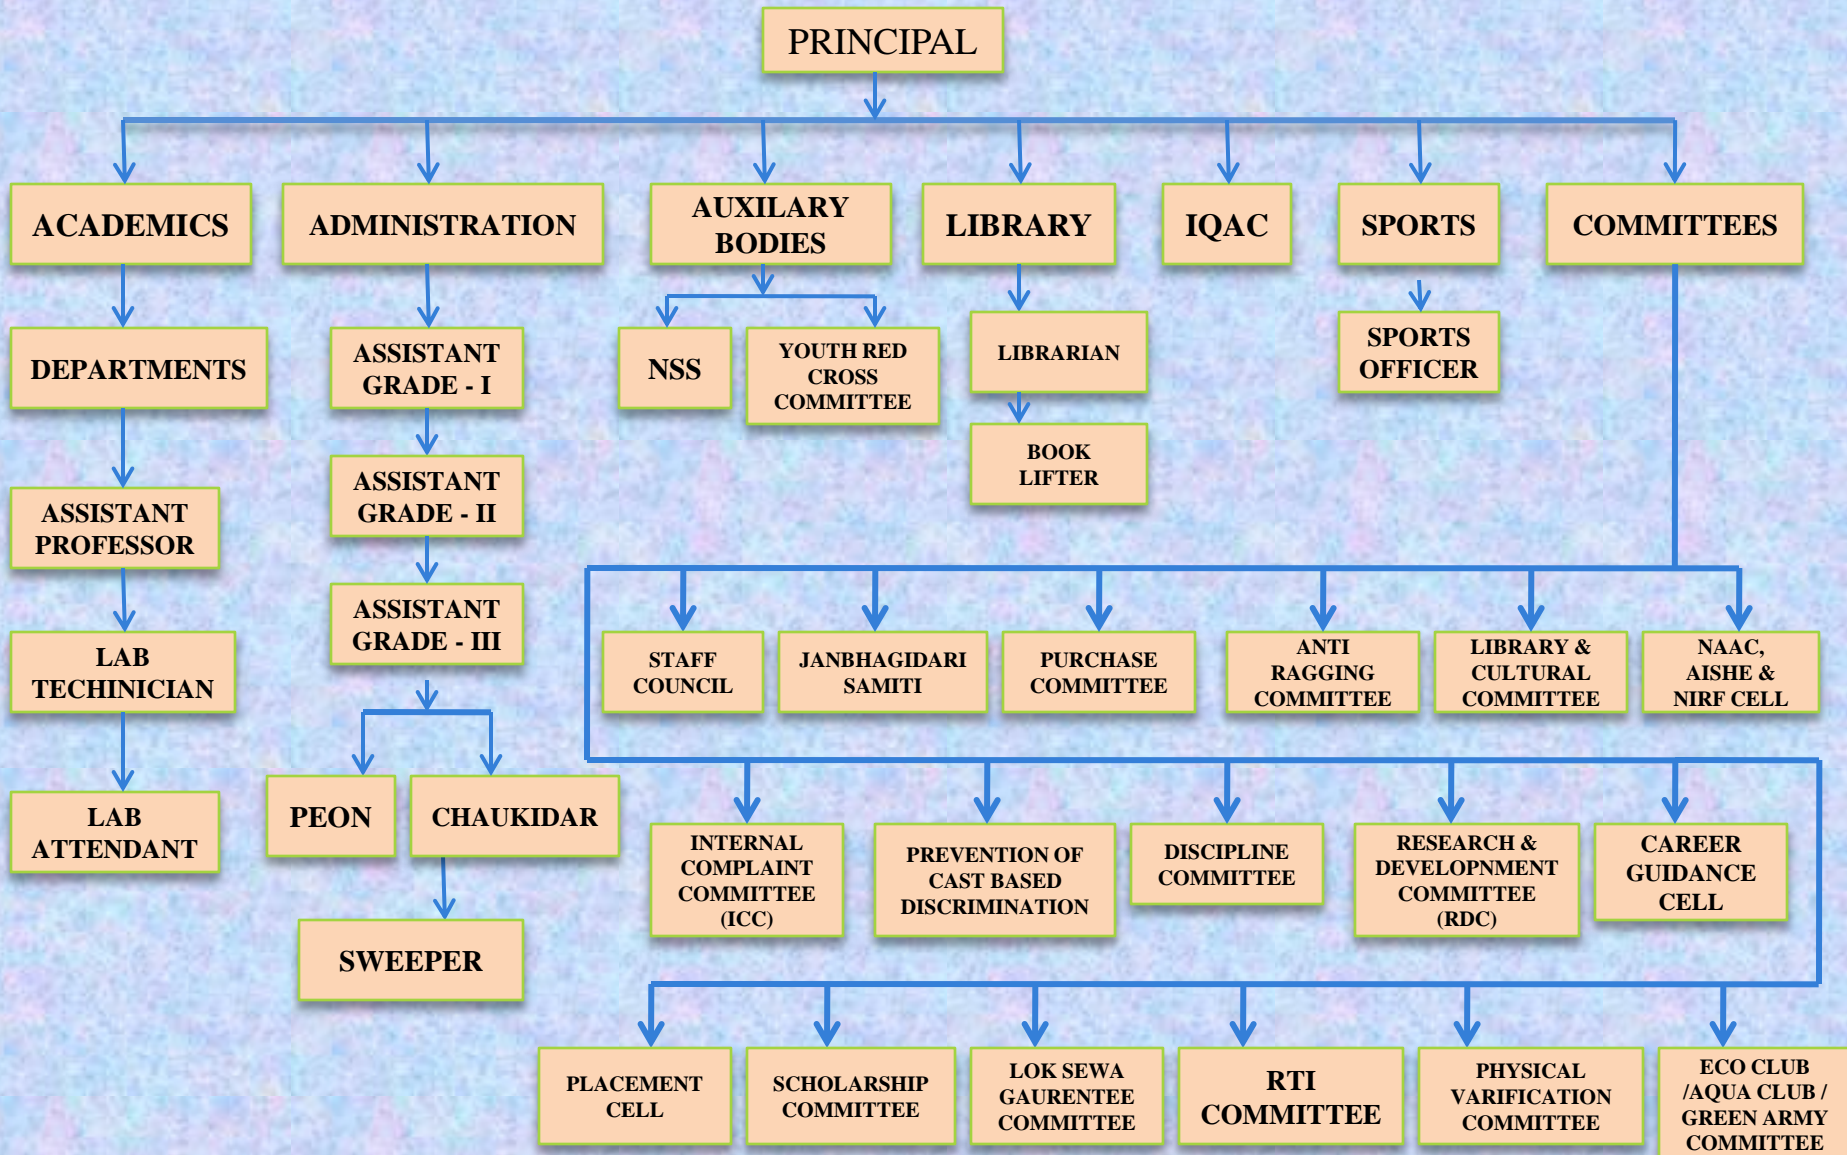 PRINCIPAL
ACADEMICS
ADMINISTRATION
AUXILARY
BODIES
LIBRARY
IQAC
SPORTS
COMMITTEES
DEPARTMENTS
ASSISTANT
GRADE - I
NSS
YOUTH RED
CROSS
COMMITTEE
LIBRARIAN
SPORTS
OFFICER
BOOK
LIFTER
ASSISTANT
PROFESSOR
ASSISTANT
GRADE - II
ASSISTANT
GRADE - III
LAB
TECHINICIAN
STAFF
COUNCIL
JANBHAGIDARI
SAMITI
PURCHASE
COMMITTEE
ANTI
RAGGING
COMMITTEE
LIBRARY &
CULTURAL
COMMITTEE
NAAC,
AISHE &
NIRF CELL
LAB
ATTENDANT
PEON
CHAUKIDAR
INTERNAL
COMPLAINT
COMMITTEE
(ICC)
PREVENTION OF
CAST BASED
DISCRIMINATION
DISCIPLINE
COMMITTEE
RESEARCH &
DEVELOPNMENT
COMMITTEE
(RDC)
CAREER
GUIDANCE
CELL
SWEEPER
PLACEMENT
CELL
SCHOLARSHIP
COMMITTEE
LOK SEWA
GAURENTEE
COMMITTEE
RTI
COMMITTEE
PHYSICAL
VARIFICATION
COMMITTEE
ECO CLUB
/AQUA CLUB /
GREEN ARMY
COMMITTEE